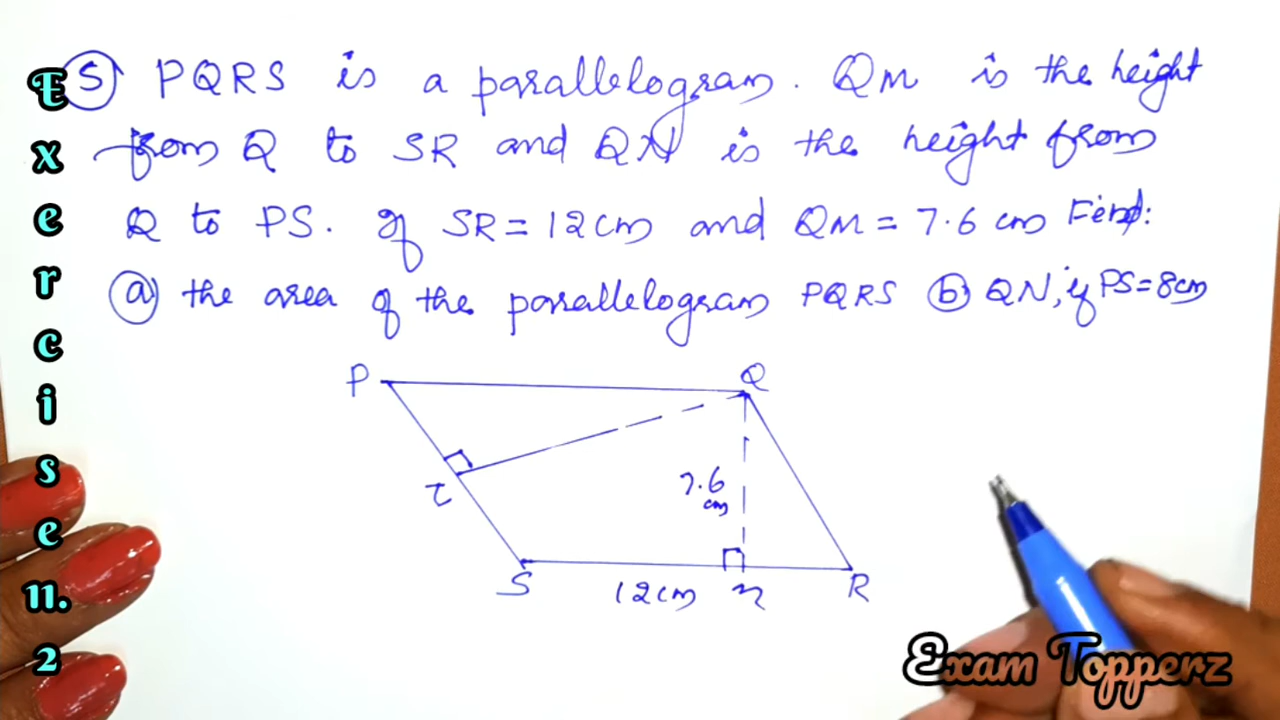 Exercise 11.2
5 PQRS is a parallelogram. QM is the height
from Q to SR and QN is the height from
Q to PS. If SR = 12cm and QM = 7.6 cm Find:
a the area of the parallelogram PQRS b QN, if PS = 8cm
P Q
7.6
cm
S 12cm R
Exam Topperz